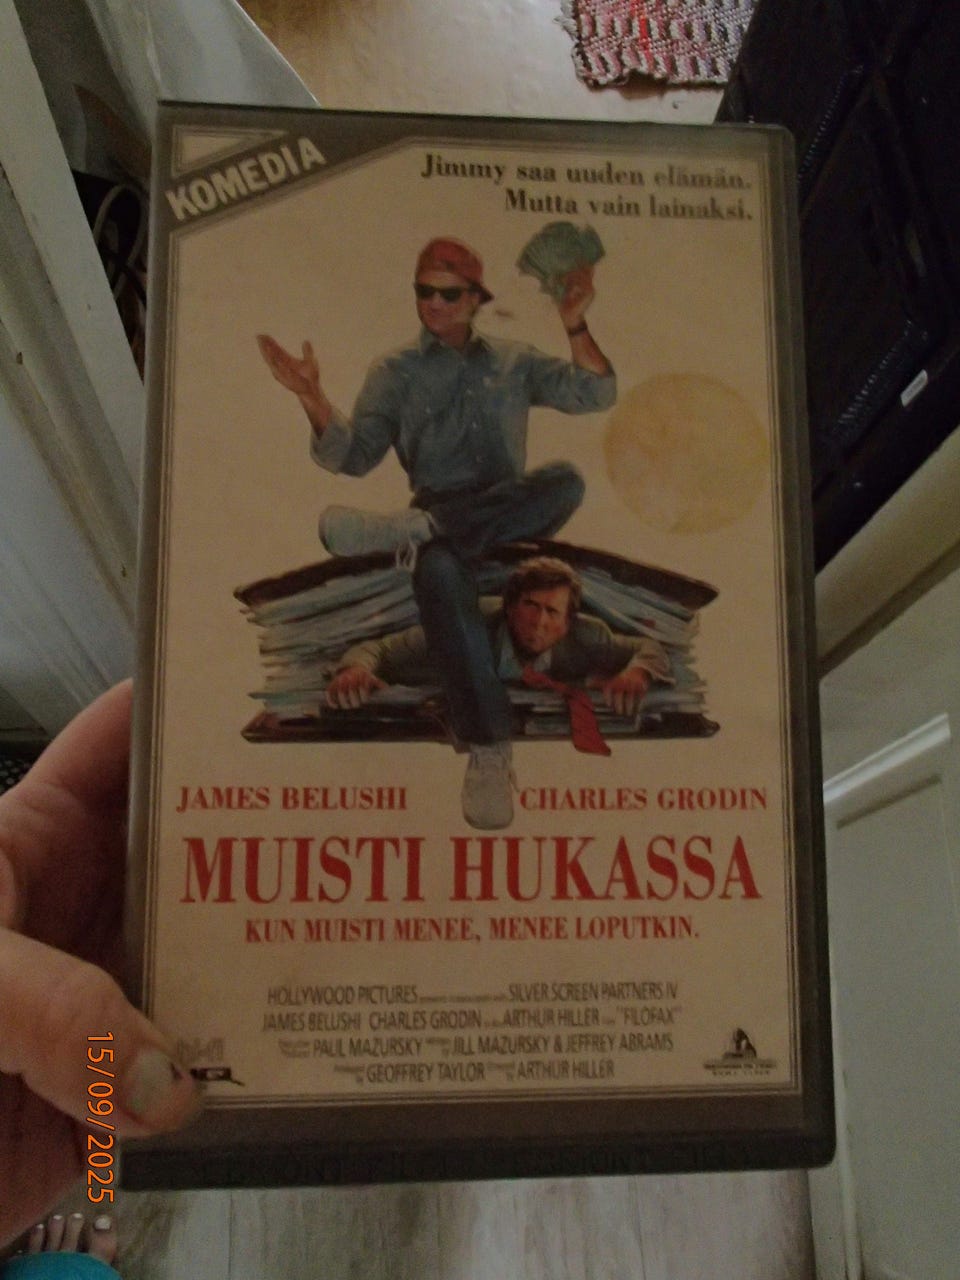 KOMEDIA
Jimmy saa uuden elämän.
Mutta vain lainaksi.
JAMES BELUSHI CHARLES GRODIN
MUISTI HUKASSA
KUN MUISTI MENEE, MENEE LOPUTKIN.
HOLLYWOOD PICTURES SILVER SCREEN PARTNERS IV
JAMES BELUSHI CHARLES GRODIN ARTHUR HILLER "FILOFAX"
PAUL MAZURSKY JILL MAZURSKY & JEFFREY ABRAMS
GEOFFREY TAYLOR ARTHUR HILLER
15/09/2025